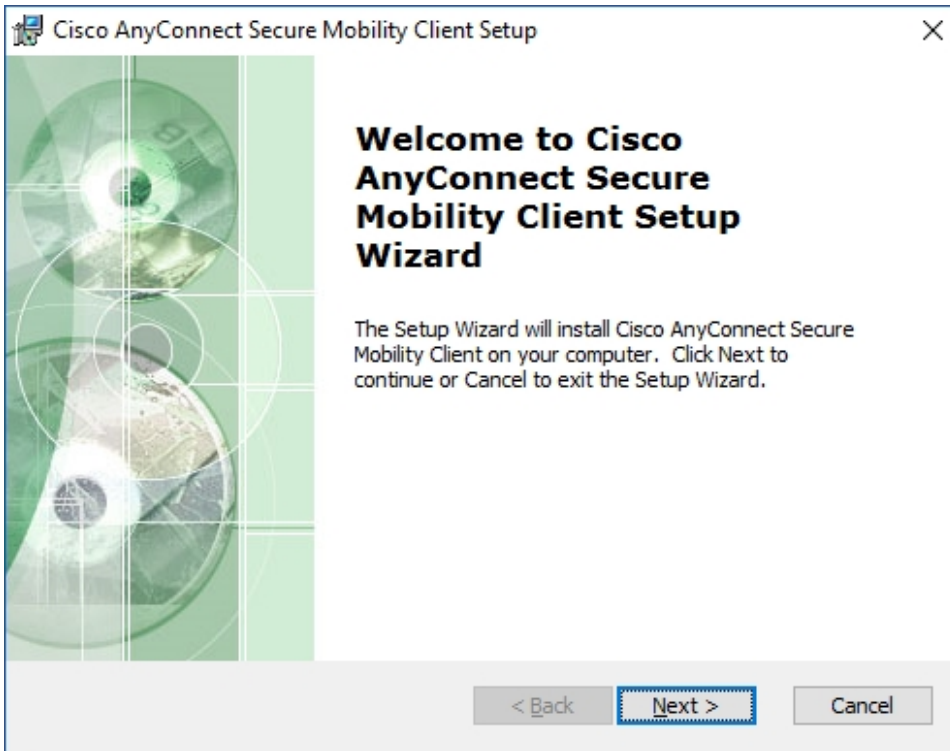 Cisco AnyConnect Secure Mobility Client Setup
Welcome to Cisco
AnyConnect Secure
Mobility Client Setup
Wizard
The Setup Wizard will install Cisco AnyConnect Secure
Mobility Client on your computer.  Click Next to
continue or Cancel to exit the Setup Wizard.
< Back
Next >
Cancel